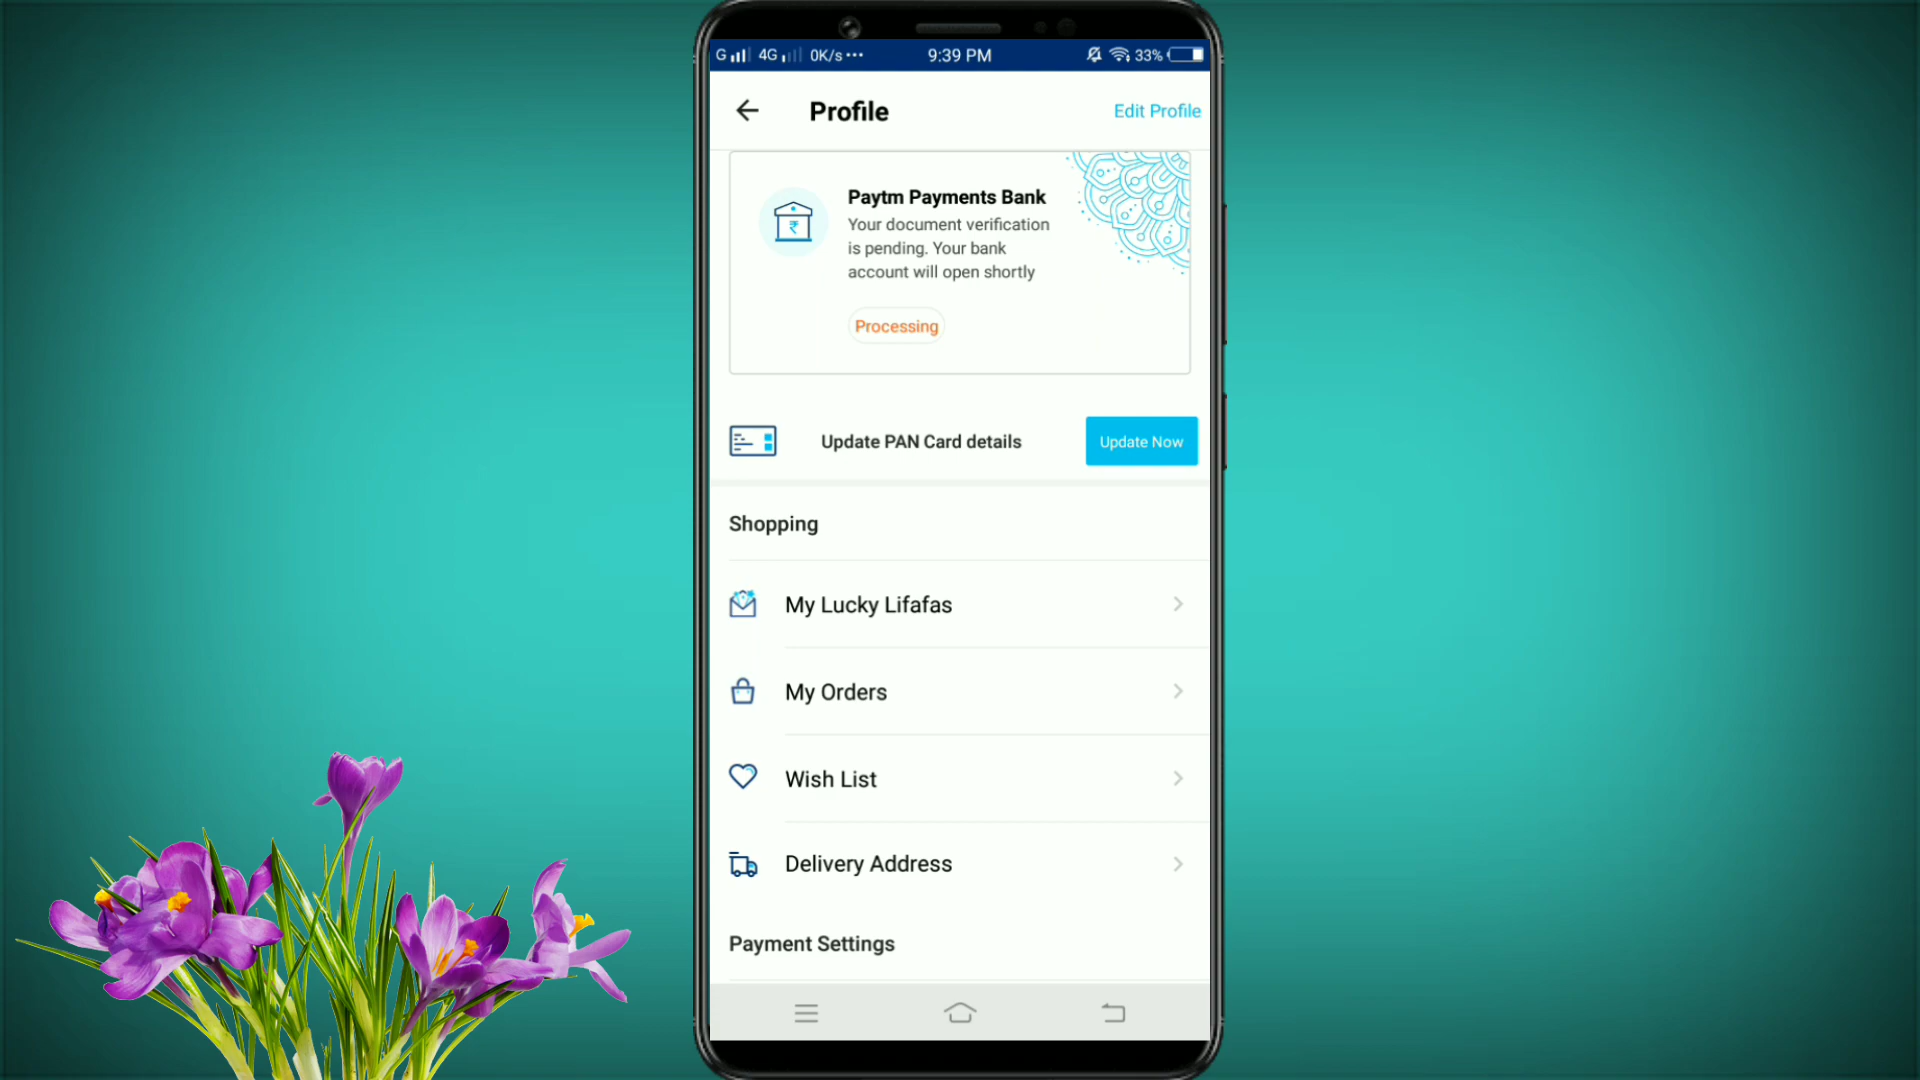 G 4G 0K/s ··· 9:39 PM 33%
Profile Edit Profile
Paytm Payments Bank
Your document verification
is pending. Your bank
account will open shortly
Processing
Update PAN Card details Update Now
Shopping
My Lucky Lifafas
My Orders
Wish List
Delivery Address
Payment Settings